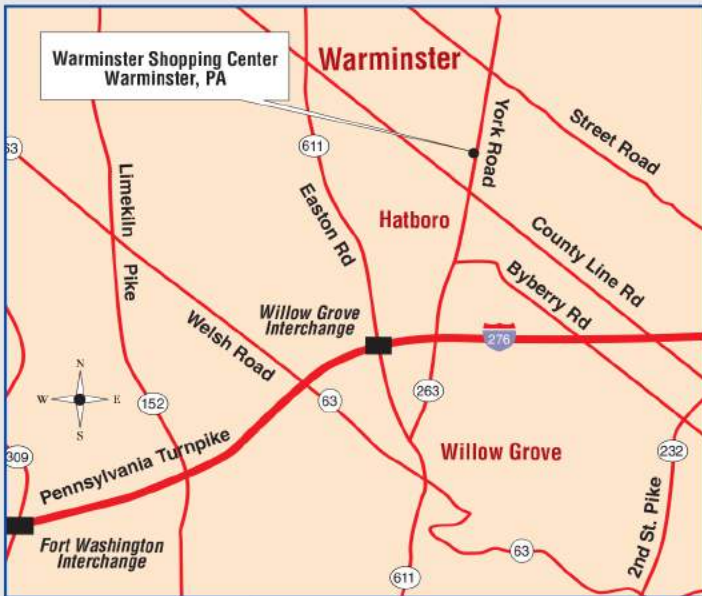 Warminster Shopping Center
Warminster, PA
Warminster
York Road
Street Road
63
611
Limekiln Pike
Easton Rd
Hatboro
County Line Rd
Byberry Rd
Willow Grove
Interchange
276
Welsh Road
N
W E
S
152
63
263
309
Pennsylvania Turnpike
Willow Grove
232
Fort Washington
Interchange
63
2nd St. Pike
611